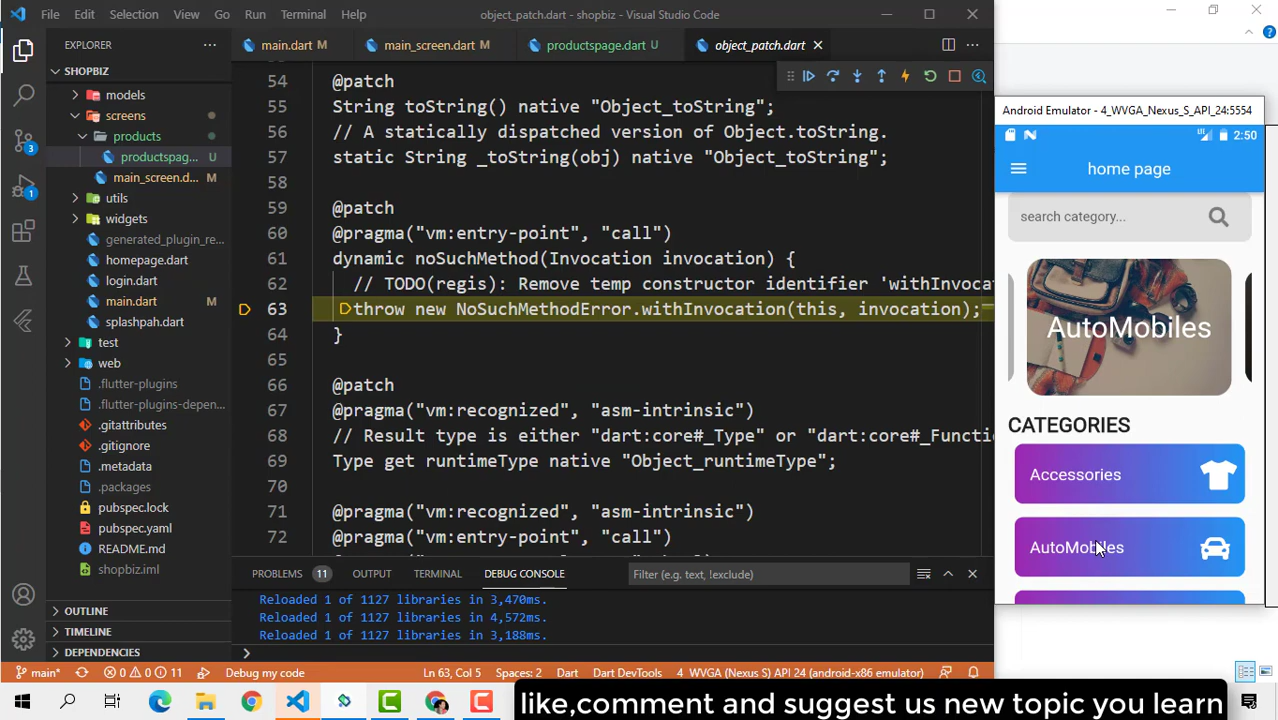 File Edit Selection View Go Run Terminal Help
object_patch.dart - shopbiz - Visual Studio Code
EXPLORER
main.dart M
main_screen.dart M
productspage.dart U
object_patch.dart
SHOPBIZ
models
screens
products
productspag... U
main_screen.d... M
utils
widgets
generated_plugin_re...
homepage.dart
login.dart
main.dart M
splashpah.dart
test
web
.flutter-plugins
.flutter-plugins-depen...
.gitattributes
.gitignore
.metadata
.packages
pubspec.lock
pubspec.yaml
README.md
shopbiz.iml
OUTLINE
TIMELINE
DEPENDENCIES
3
1
54 @patch
55 String toString() native "Object_toString";
56 // A statically dispatched version of Object.toString.
57 static String _toString(obj) native "Object_toString";
58
59 @patch
60 @pragma("vm:entry-point", "call")
61 dynamic noSuchMethod(Invocation invocation) {
62 // TODO(regis): Remove temp constructor identifier 'withInvocat
63 throw new NoSuchMethodError.withInvocation(this, invocation);
64 }
65
66 @patch
67 @pragma("vm:recognized", "asm-intrinsic")
68 // Result type is either "dart:core#_Type" or "dart:core#_Functi
69 Type get runtimeType native "Object_runtimeType";
70
71 @pragma("vm:recognized", "asm-intrinsic")
72 @pragma("vm:entry-point", "call")
PROBLEMS 11 OUTPUT TERMINAL DEBUG CONSOLE Filter (e.g. text, !exclude)
Reloaded 1 of 1127 libraries in 3,470ms.
Reloaded 1 of 1127 libraries in 4,572ms.
Reloaded 1 of 1127 libraries in 3,188ms.
main* 0 0 11 Debug my code Ln 63, Col 5 Spaces: 2 Dart Dart DevTools 4 WVGA (Nexus S) API 24 (android-x86 emulator)
Android Emulator - 4_WVGA_Nexus_S_API_24:5554
2:50
home page
search category...
AutoMobiles
CATEGORIES
Accessories
AutoMobiles
like,comment and suggest us new topic you learn